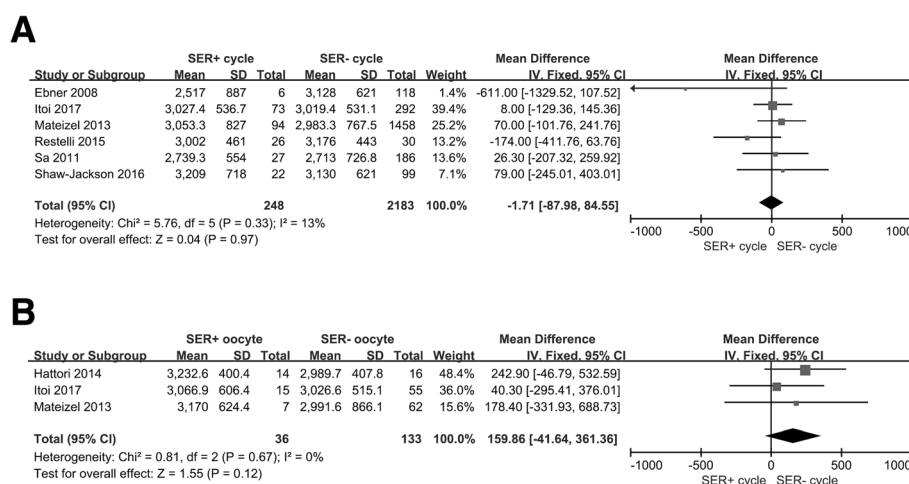 A
SER+ cycle SER- cycle Mean Difference Mean Difference
Study or Subgroup Mean SD Total Mean SD Total Weight IV. Fixed. 95% CI IV. Fixed. 95% CI
Ebner 2008 2,517 887 6 3,128 621 118 1.4% -611.00 [-1329.52, 107.52]
Itoi 2017 3,027.4 536.7 73 3,019.4 531.1 292 39.4% 8.00 [-129.36, 145.36]
Mateizel 2013 3,053.3 827 94 2,983.3 767.5 1458 25.2% 70.00 [-101.76, 241.76]
Restelli 2015 3,002 461 26 3,176 443 30 13.2% -174.00 [-411.76, 63.76]
Sa 2011 2,739.3 554 27 2,713 726.8 186 13.6% 26.30 [-207.32, 259.92]
Shaw-Jackson 2016 3,209 718 22 3,130 621 99 7.1% 79.00 [-245.01, 403.01]
Total (95% CI) 248 2183 100.0% -1.71 [-87.98, 84.55]
Heterogeneity: Chi² = 5.76, df = 5 (P = 0.33); I² = 13%
Test for overall effect: Z = 0.04 (P = 0.97)
-1000 -500 0 500 1000
SER+ cycle SER- cycle
B
SER+ oocyte SER- oocyte Mean Difference Mean Difference
Study or Subgroup Mean SD Total Mean SD Total Weight IV. Fixed. 95% CI IV. Fixed. 95% CI
Hattori 2014 3,232.6 400.4 14 2,989.7 407.8 16 48.4% 242.90 [-46.79, 532.59]
Itoi 2017 3,066.9 606.4 15 3,026.6 515.1 55 36.0% 40.30 [-295.41, 376.01]
Mateizel 2013 3,170 624.4 7 2,991.6 866.1 62 15.6% 178.40 [-331.93, 688.73]
Total (95% CI) 36 133 100.0% 159.86 [-41.64, 361.36]
Heterogeneity: Chi² = 0.81, df = 2 (P = 0.67); I² = 0%
Test for overall effect: Z = 1.55 (P = 0.12)
-1000 -500 0 500 1000
SER+ cycle SER- cycle